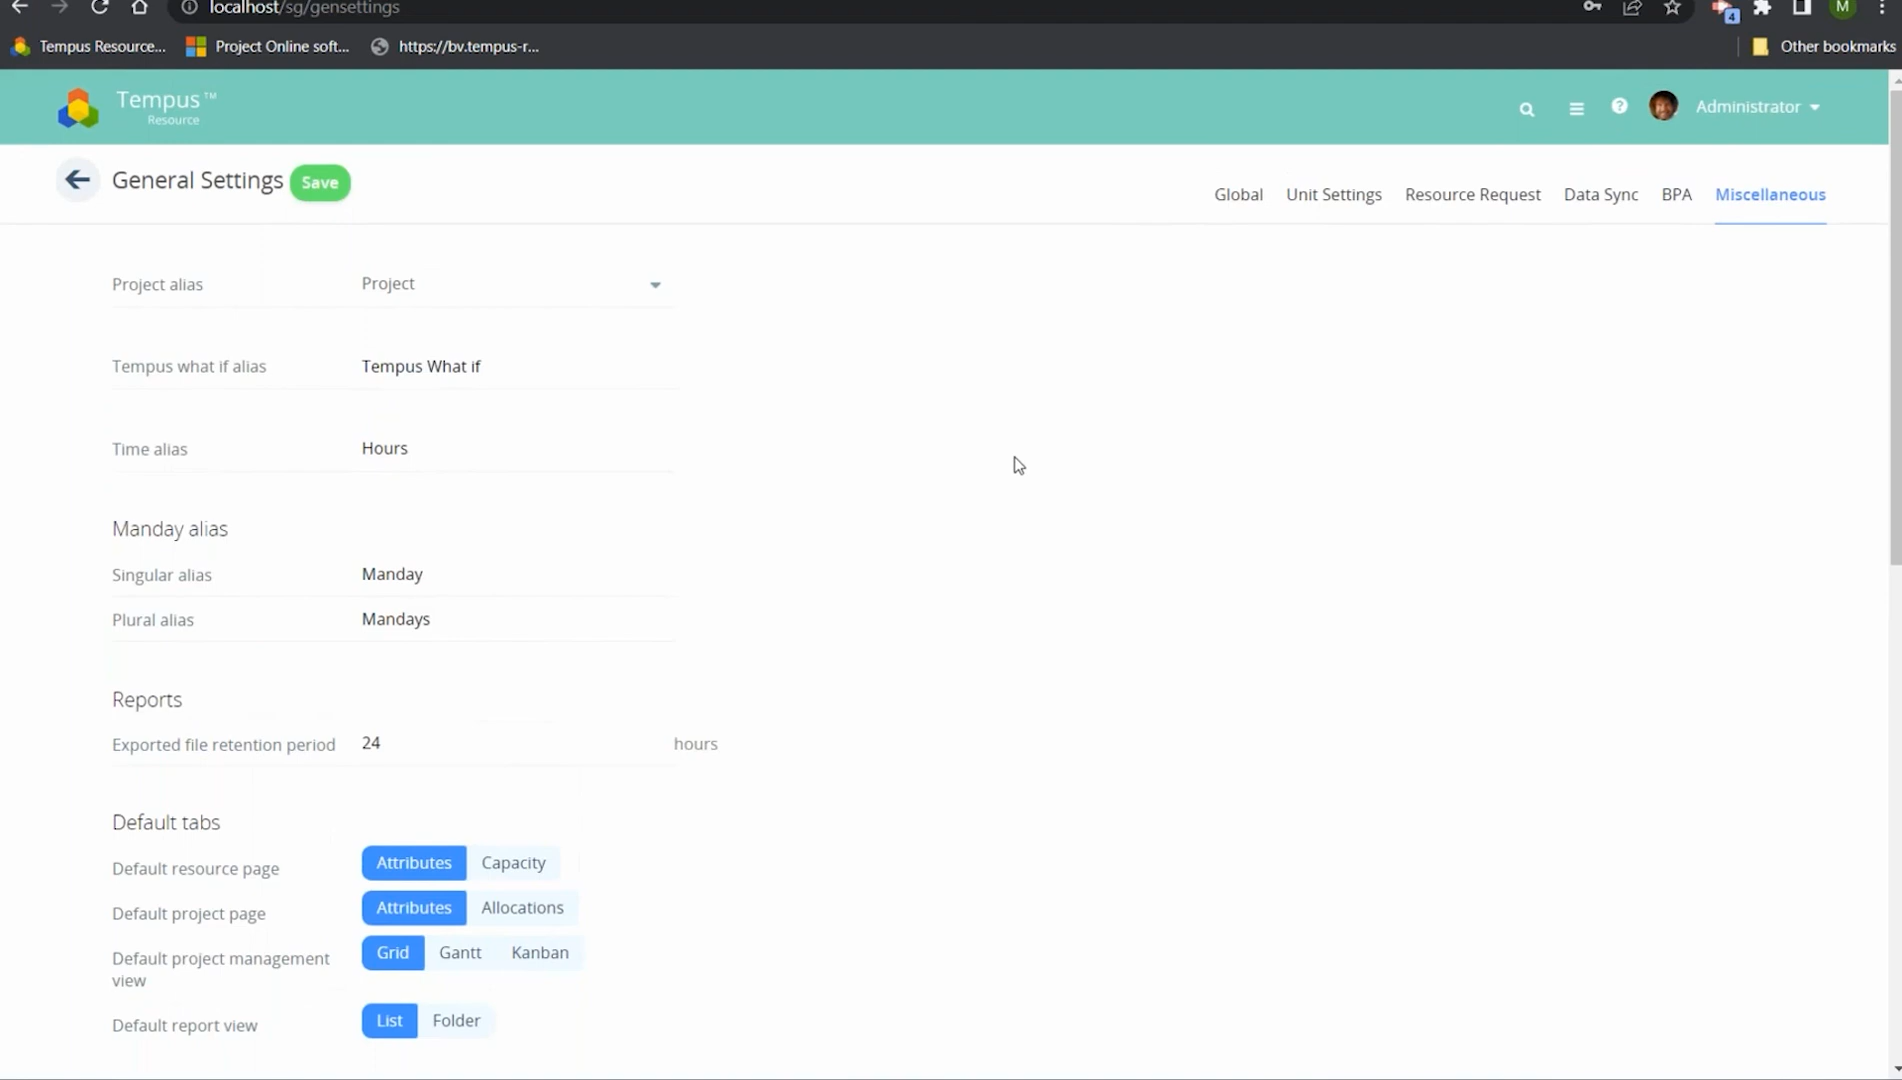 localhost/sg/gensettings
4
M
Tempus Resource...
Project Online soft...
https://bv.tempus-r...
Other bookmarks
Tempus™
Resource
Administrator
General Settings
Save
Global
Unit Settings
Resource Request
Data Sync
BPA
Miscellaneous
Project alias
Project
Tempus what if alias
Tempus What if
Time alias
Hours
Manday alias
Singular alias
Manday
Plural alias
Mandays
Reports
Exported file retention period
24
hours
Default tabs
Default resource page
Attributes
Capacity
Default project page
Attributes
Allocations
Default project management
view
Grid
Gantt
Kanban
Default report view
List
Folder